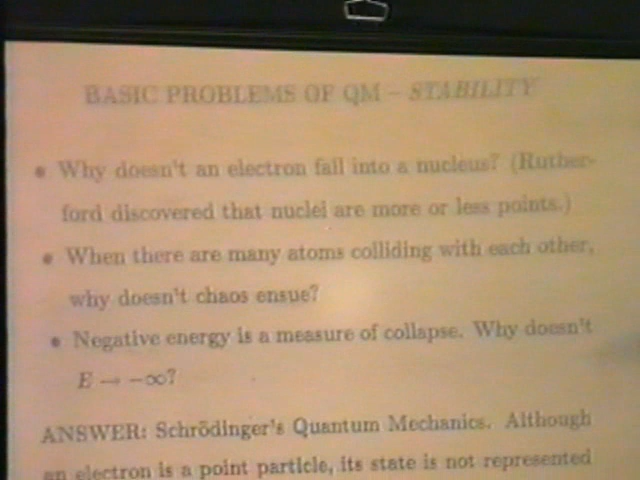 BASIC PROBLEMS OF QM – STABILITY
• Why doesn't an electron fall into a nucleus? (Ruther-
ford discovered that nuclei are more or less points.)
• When there are many atoms colliding with each other,
why doesn't chaos ensue?
• Negative energy is a measure of collapse. Why doesn't
E → −∞?
ANSWER: Schrödinger's Quantum Mechanics. Although
an electron is a point particle, its state is not represented